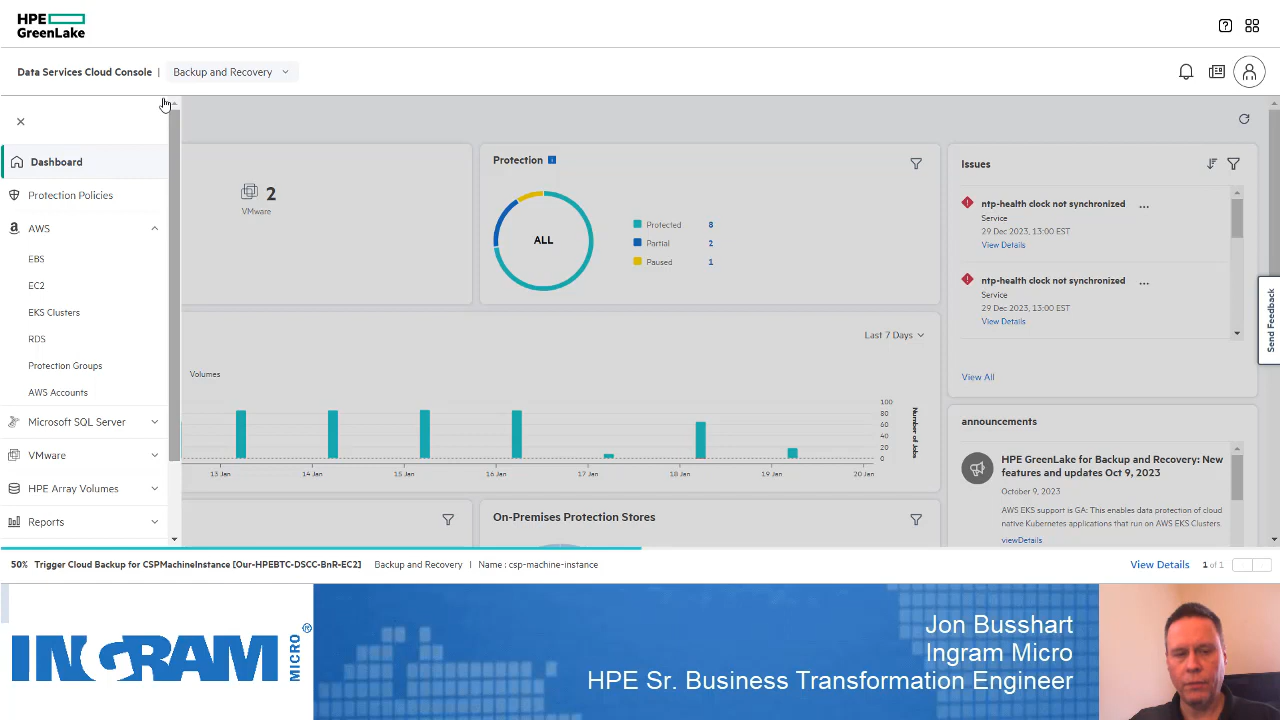 HPE
GreenLake
Data Services Cloud Console | Backup and Recovery
Dashboard
Protection Policies
AWS
EBS
EC2
EKS Clusters
RDS
Protection Groups
AWS Accounts
Microsoft SQL Server
VMware
HPE Array Volumes
Reports
2
VMware
Protection
ALL
Protected 8
Partial 2
Paused 1
Last 7 Days
Volumes
100
80
60
40
20
0
Number of Jobs
13 Jan 14 Jan 15 Jan 16 Jan 17 Jan 18 Jan 19 Jan 20 Jan
On-Premises Protection Stores
Issues
ntp-health clock not synchronized ...
Service
29 Dec 2023, 13:00 EST
View Details
ntp-health clock not synchronized ...
Service
29 Dec 2023, 13:00 EST
View Details
View All
announcements
HPE GreenLake for Backup and Recovery: New
features and updates Oct 9, 2023
October 9, 2023
AWS EKS support is GA: This enables data protection of cloud
native Kubernetes applications that run on AWS EKS Clusters.
viewDetails
Send Feedback
50% Trigger Cloud Backup for CSPMachineInstance [Our-HPEBTC-DSCC-BnR-EC2] Backup and Recovery | Name : csp-machine-instance View Details 1 of 1
INGRAM MICRO ®
Jon Busshart
Ingram Micro
HPE Sr. Business Transformation Engineer